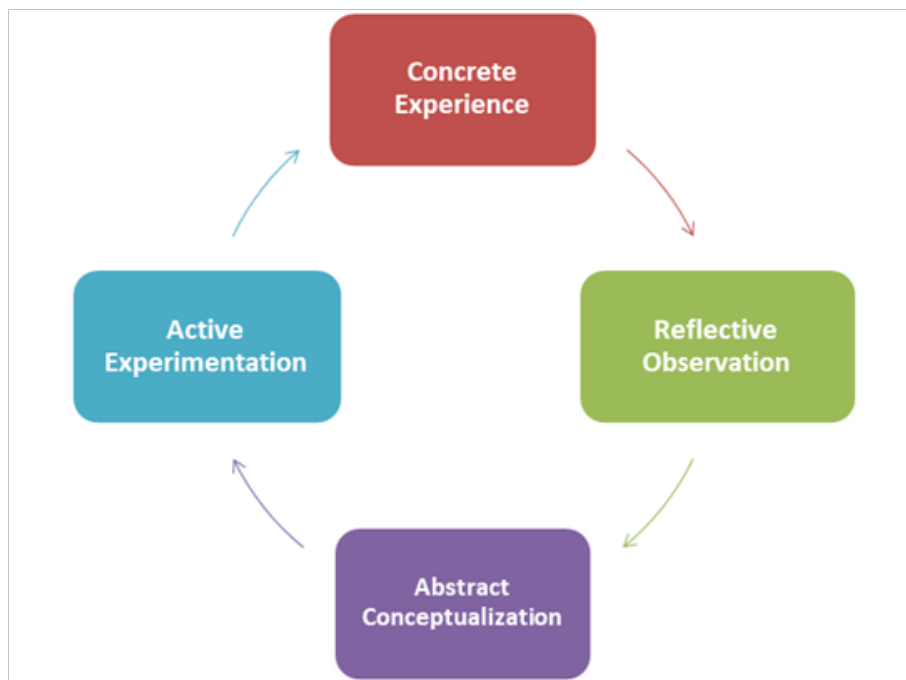 Concrete
Experience
Reflective
Observation
Abstract
Conceptualization
Active
Experimentation